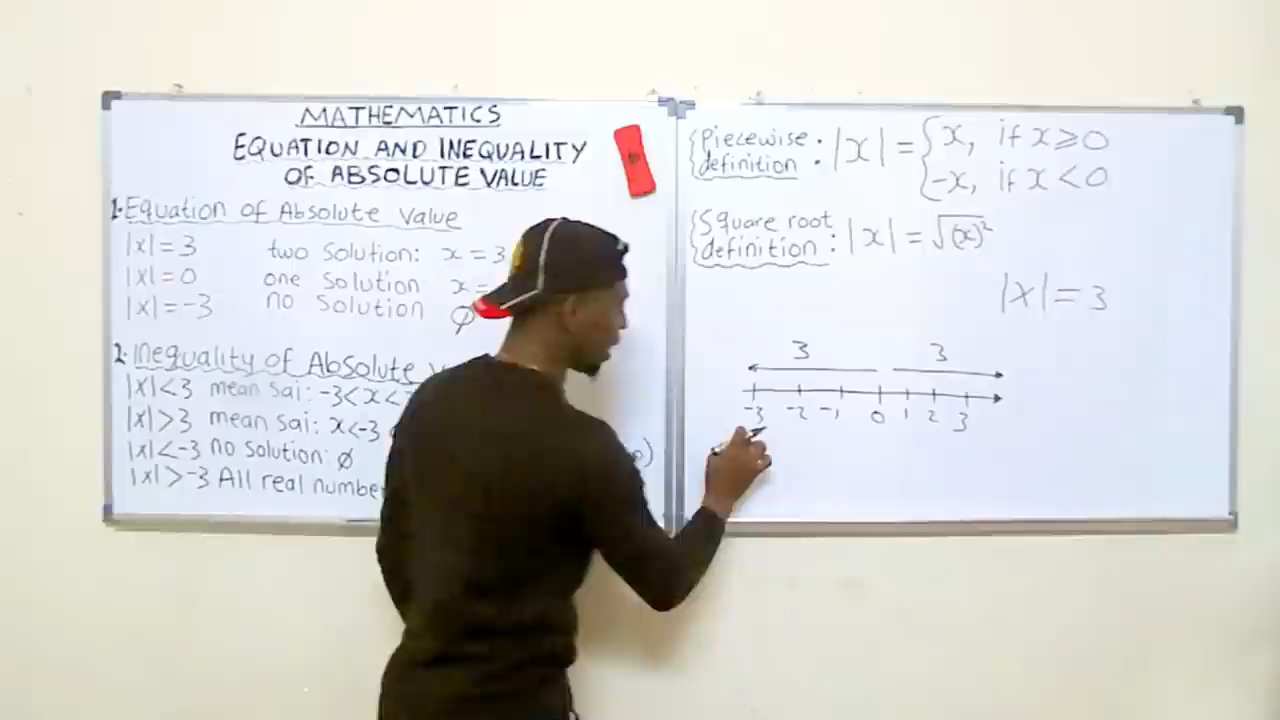 MATHEMATICS
EQUATION AND INEQUALITY
OF ABSOLUTE VALUE
1. Equation of Absolute Value
|x| = 3 two solution: x = 3
|x| = 0 one solution x =
|x| = -3 no solution Ø
2. Inequality of Absolute
|x| < 3 mean sai: -3 < x <
|x| > 3 mean sai: x < -3
|x| < -3 no solution: Ø
|x| > -3 All real number
Piecewise : |x| = { x, if x ≥ 0
definition -x, if x < 0
Square root
definition : |x| = √(x)²
|x| = 3
3 3
-3 -2 -1 0 1 2 3